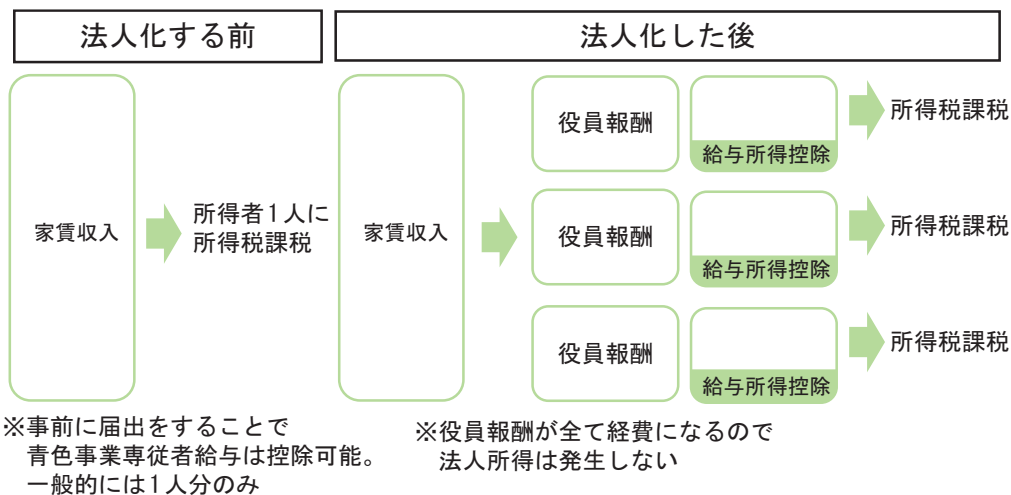 法人化する前
法人化した後
家賃収入
所得者1人に
所得税課税
家賃収入
役員報酬
給与所得控除
所得税課税
役員報酬
給与所得控除
所得税課税
役員報酬
給与所得控除
所得税課税
※事前に届出をすることで
青色事業専従者給与は控除可能。
一般的には1人分のみ
※役員報酬が全て経費になるので
法人所得は発生しない